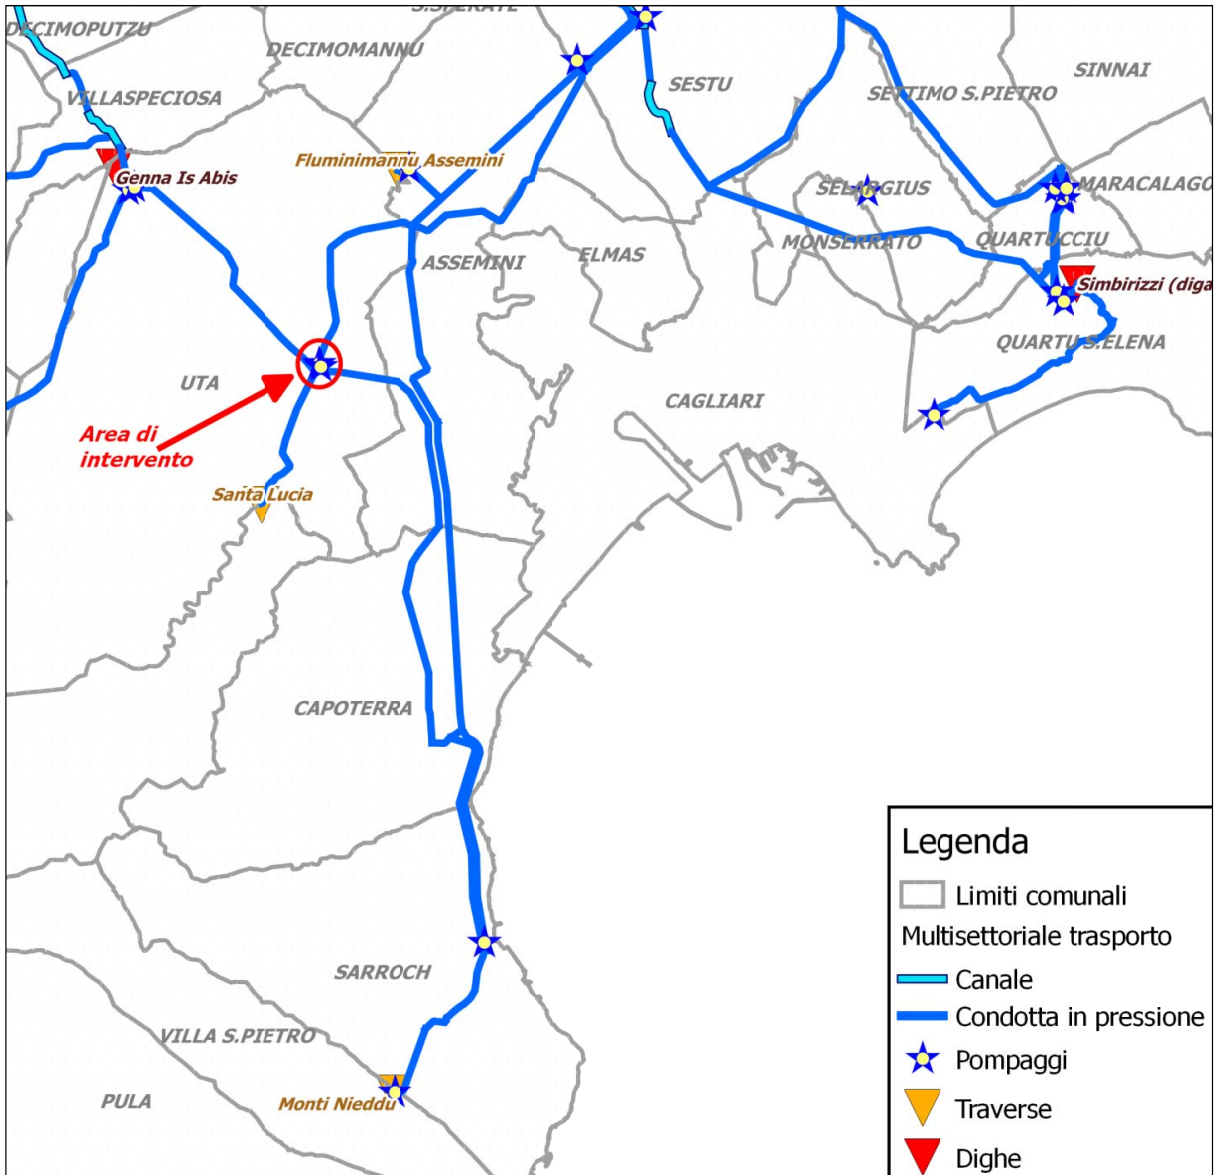 S.SPERATE
DECIMOPUTZU
DECIMOMANNU
SINNAI
SESTU
SETTIMO S.PIETRO
VILLASPECIOSA
Fluminimannu Assemini
Genna Is Abis
SELARGIUS
MARACALAGO
MONSERRATO
QUARTUCCIU
ELMAS
ASSEMINI
Simbirizzi (diga
QUARTU S.ELENA
UTA
CAGLIARI
Area di
intervento
Santa Lucia
CAPOTERRA
SARROCH
VILLA S.PIETRO
PULA
Monti Nieddu
Legenda
Limiti comunali
Multisettoriale trasporto
Canale
Condotta in pressione
Pompaggi
Traverse
Dighe